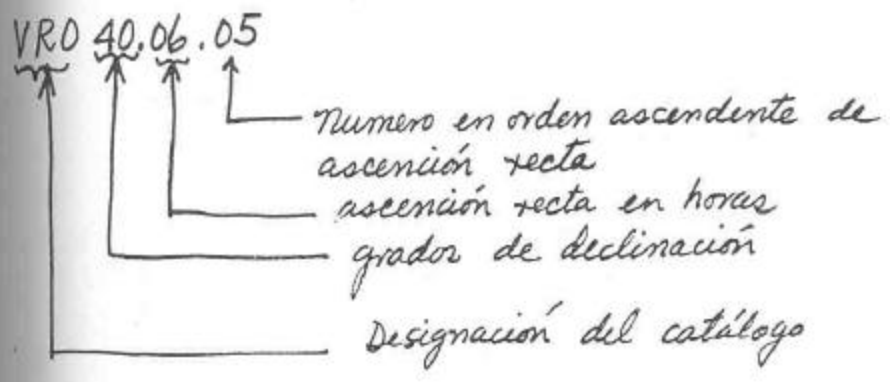 VRO 40.06.05
Numero en orden ascendente de
ascención recta
ascención recta en horas
grados de declinación
Designación del catálogo